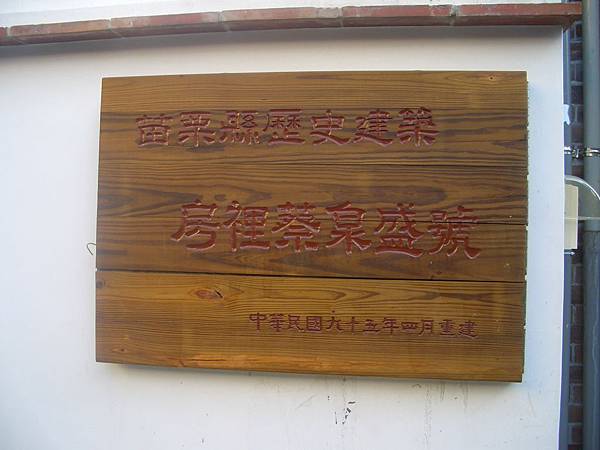 苗栗縣歷史建築
房裡蔡泉盛號
中華民國九十五年四月重建